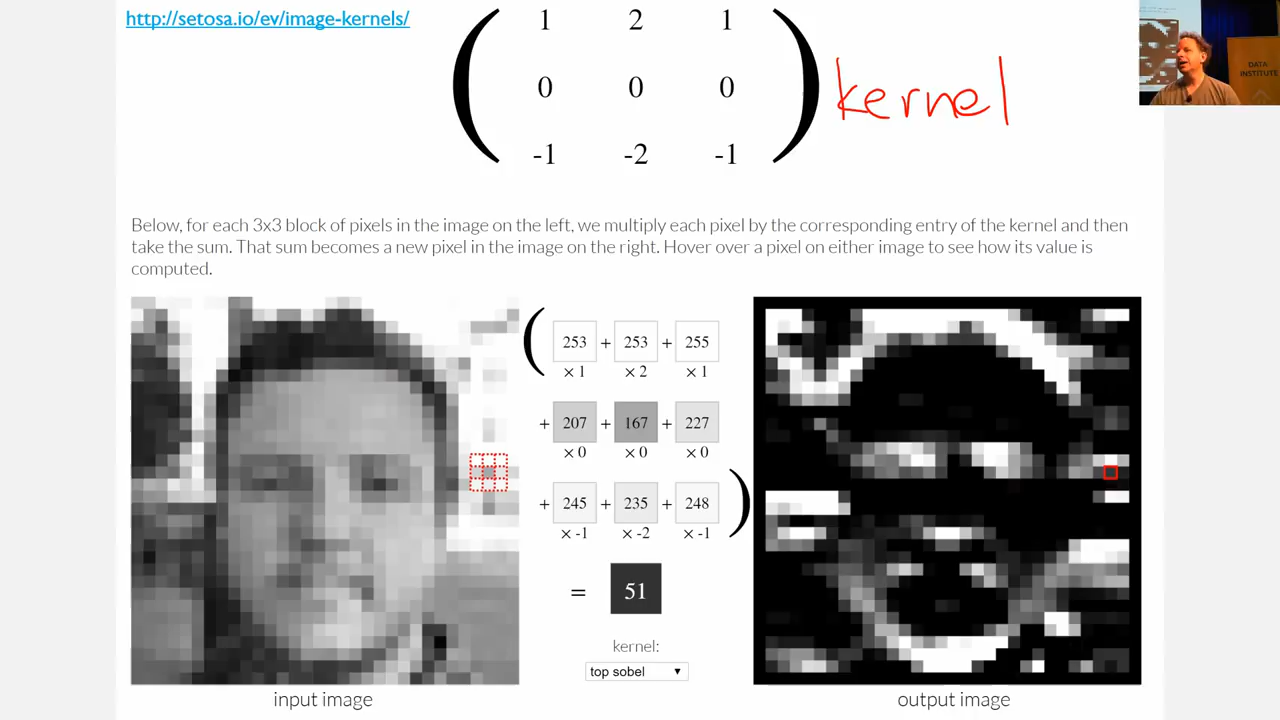 http://setosa.io/ev/image-kernels/
1 2 1
0 0 0
-1 -2 -1
kernel
DATA
INSTITUTE
Below, for each 3x3 block of pixels in the image on the left, we multiply each pixel by the corresponding entry of the kernel and then
take the sum. That sum becomes a new pixel in the image on the right. Hover over a pixel on either image to see how its value is
computed.
( 253 + 253 + 255
×1 ×2 ×1
+ 207 + 167 + 227
×0 ×0 ×0
+ 245 + 235 + 248 )
×-1 ×-2 ×-1
= 51
kernel:
top sobel
input image
output image